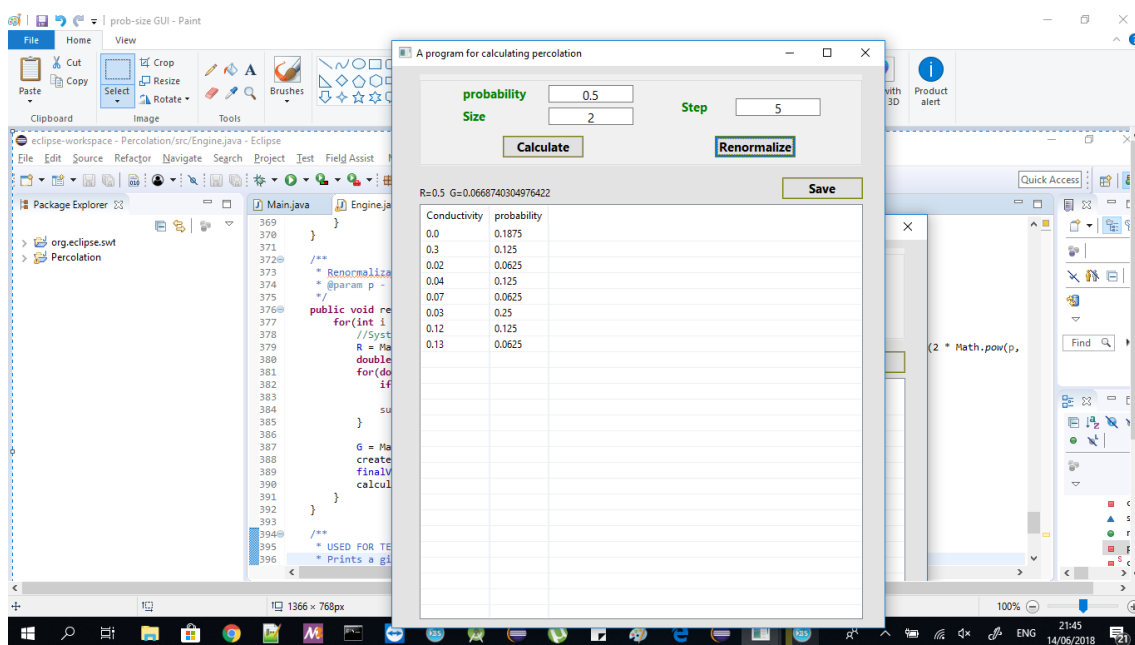 prob-size GUI - Paint
File Home View
Cut
Copy
Paste
Select
Crop
Resize
Rotate
Brushes
Clipboard Image Tools
with
3D
Product
alert
eclipse-workspace - Percolation/src/Engine.java - Eclipse
File Edit Source Refactor Navigate Search Project Test Field Assist
Quick Access
Package Explorer
org.eclipse.swt
Percolation
Main.java
Engine.ja
369 }
370 }
371
372 /**
373 * Renormaliza
374 * @param p -
375 */
376 public void re
377 for(int i
378 //Syst
379 R = Ma
380 double
381 for(do
382 if
383
384 su
385 }
386
387 G = Ma
388 create
389 finalV
390 calcul
391 }
392 }
393
394 /**
395 * USED FOR TE
396 * Prints a gi
(2 * Math.pow(p,
Find
A program for calculating percolation
probability 0.5
Size 2
Step 5
Calculate
Renormalize
R=0.5 G=0.0668740304976422
Save
Conductivity probability
0.0 0.1875
0.3 0.125
0.02 0.0625
0.04 0.125
0.07 0.0625
0.03 0.25
0.12 0.125
0.13 0.0625
1366 × 768px
100%
ENG
21:45
14/06/2018